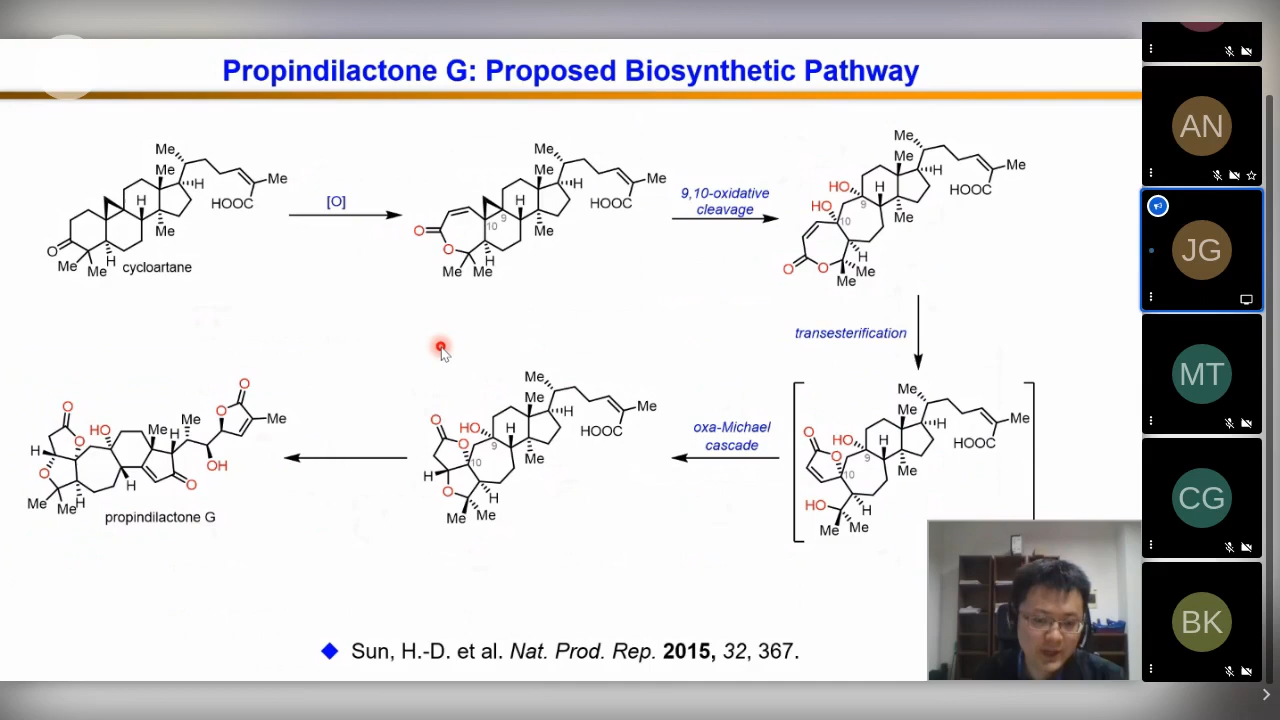 Propindilactone G: Proposed Biosynthetic Pathway
Me
Me
H
Me
HOOC
H
Me
O
H
Me
Me
cycloartane
[O]
Me
Me
H
Me
HOOC
H
9
10
Me
O
O
H
Me
Me
9,10-oxidative
cleavage
Me
Me
H
Me
HOOC
HO
H
9
HO
10
Me
H
O
O
Me
Me
transesterification
Me
Me
H
Me
HOOC
O
HO
H
O
9
Me
10
HO
H
Me
Me
oxa-Michael
cascade
Me
Me
H
Me
HOOC
O
HO
H
O
9
Me
10
H
O
H
Me
Me
O
O
HO
Me
H
Me
O
O
Me
H
O
H
OH
O
Me
Me
H
propindilactone G
Sun, H.-D. et al. Nat. Prod. Rep. 2015, 32, 367.
AN
JG
MT
CG
BK